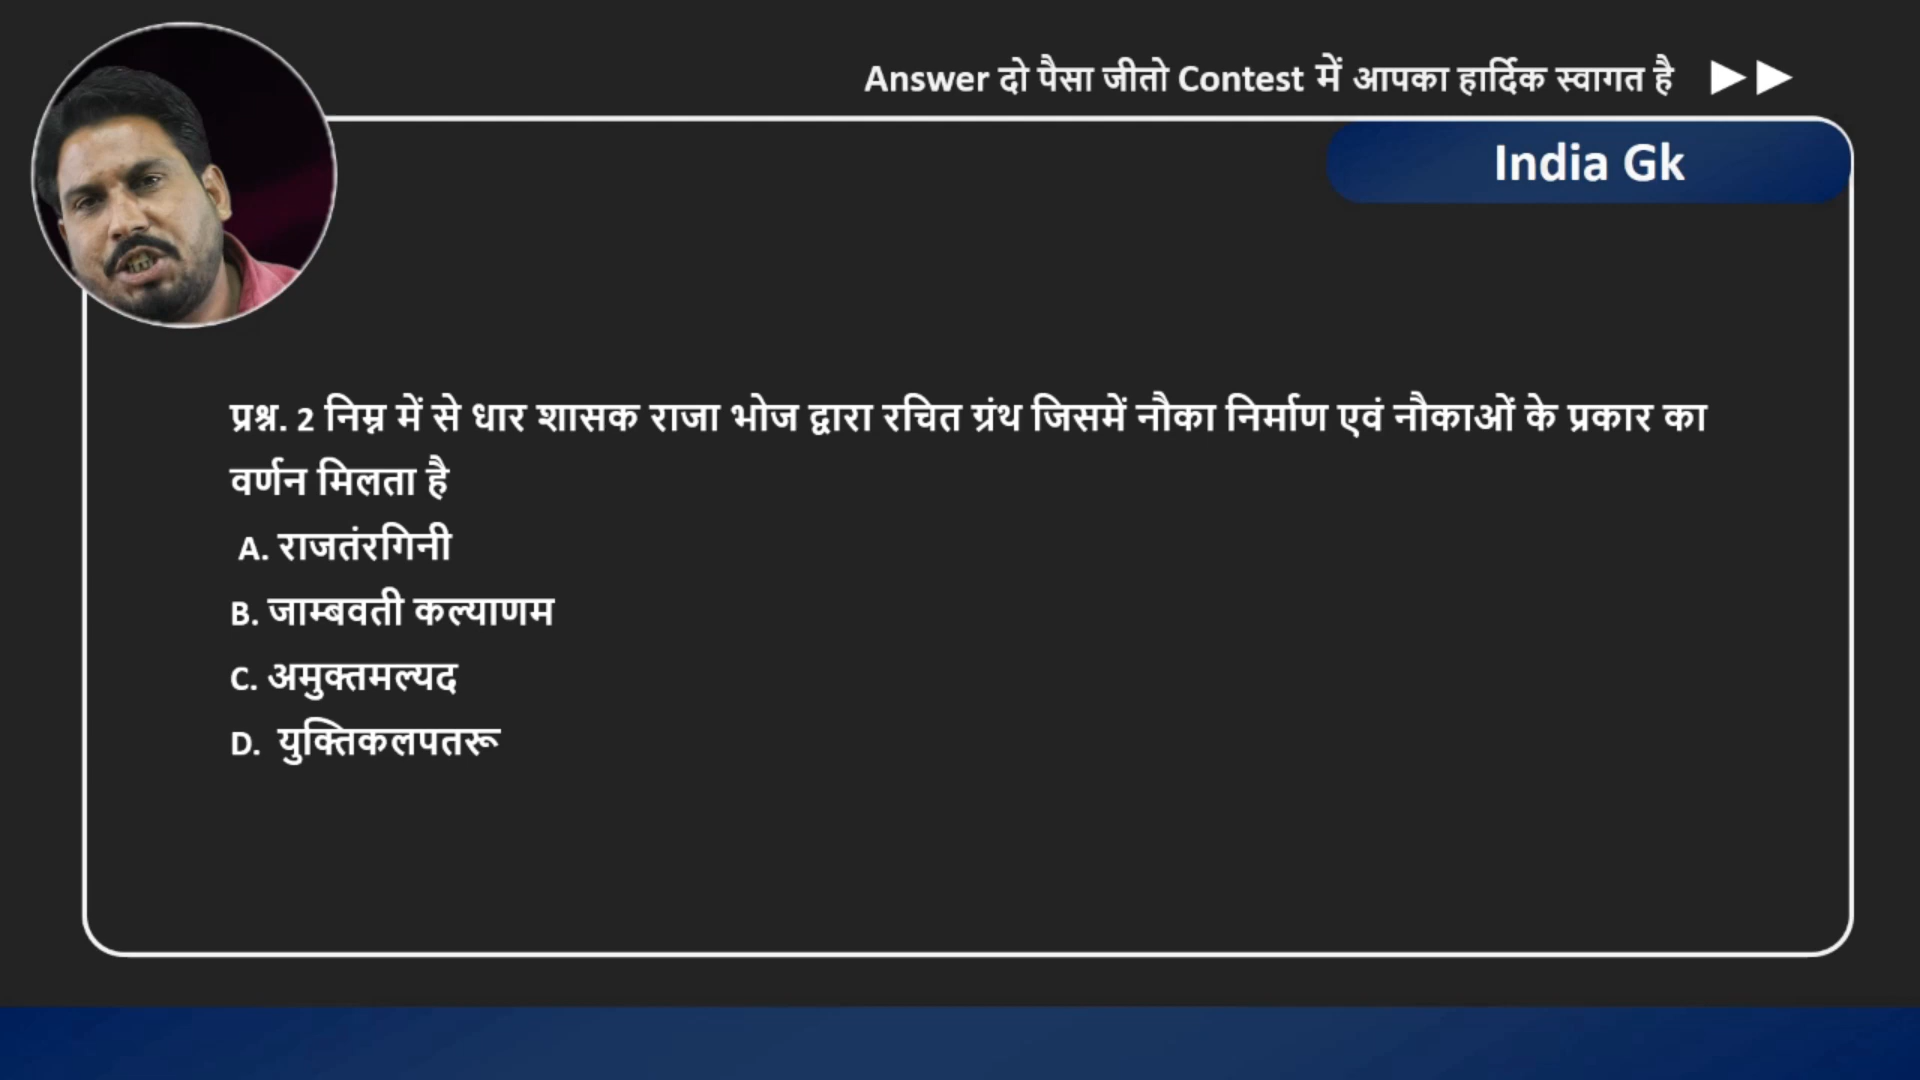 Answer दो पैसा जीतो Contest में आपका हार्दिक स्वागत है
India Gk
प्रश्न. 2 निम्न में से धार शासक राजा भोज द्वारा रचित ग्रंथ जिसमें नौका निर्माण एवं नौकाओं के प्रकार का
वर्णन मिलता है
A. राजतंरगिनी
B. जाम्बवती कल्याणम
C. अमुक्तमल्यद
D. युक्तिकलपतरू